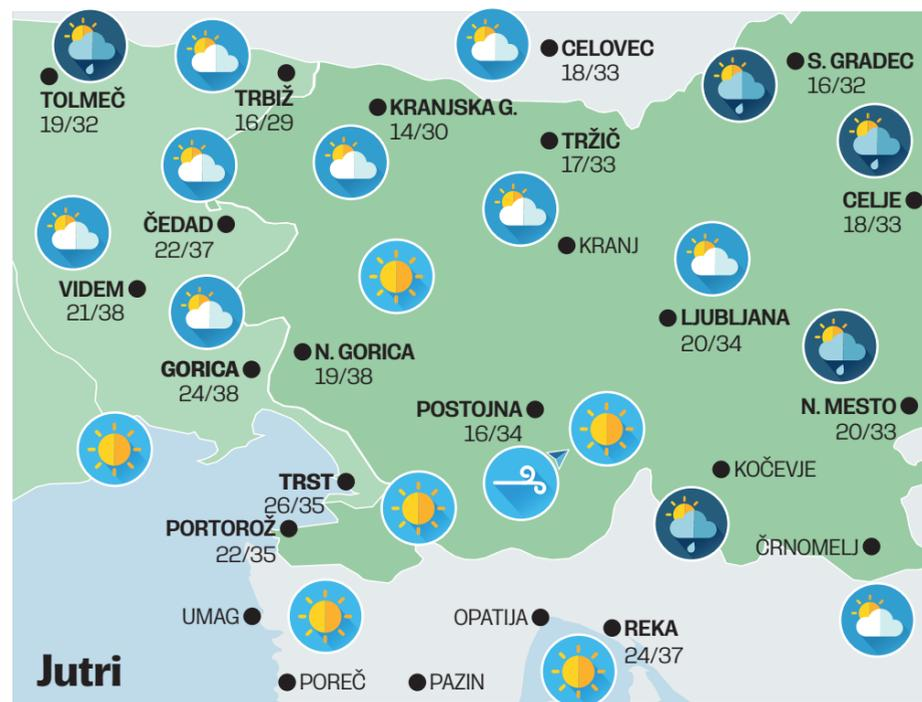 CELOVEC
18/33
S. GRADEC
16/32
TOLMEČ
19/32
TRBIŽ
16/29
KRANJSKA G.
14/30
TRŽIČ
17/33
CELJE
18/33
ČEDAD
22/37
KRANJ
VIDEM
21/38
LJUBLJANA
20/34
GORICA
24/38
N. GORICA
19/38
POSTOJNA
16/34
N. MESTO
20/33
KOČEVJE
TRST
26/35
PORTOROŽ
22/35
ČRNOMELJ
UMAG
OPATIJA
REKA
24/37
Jutri
POREČ
PAZIN